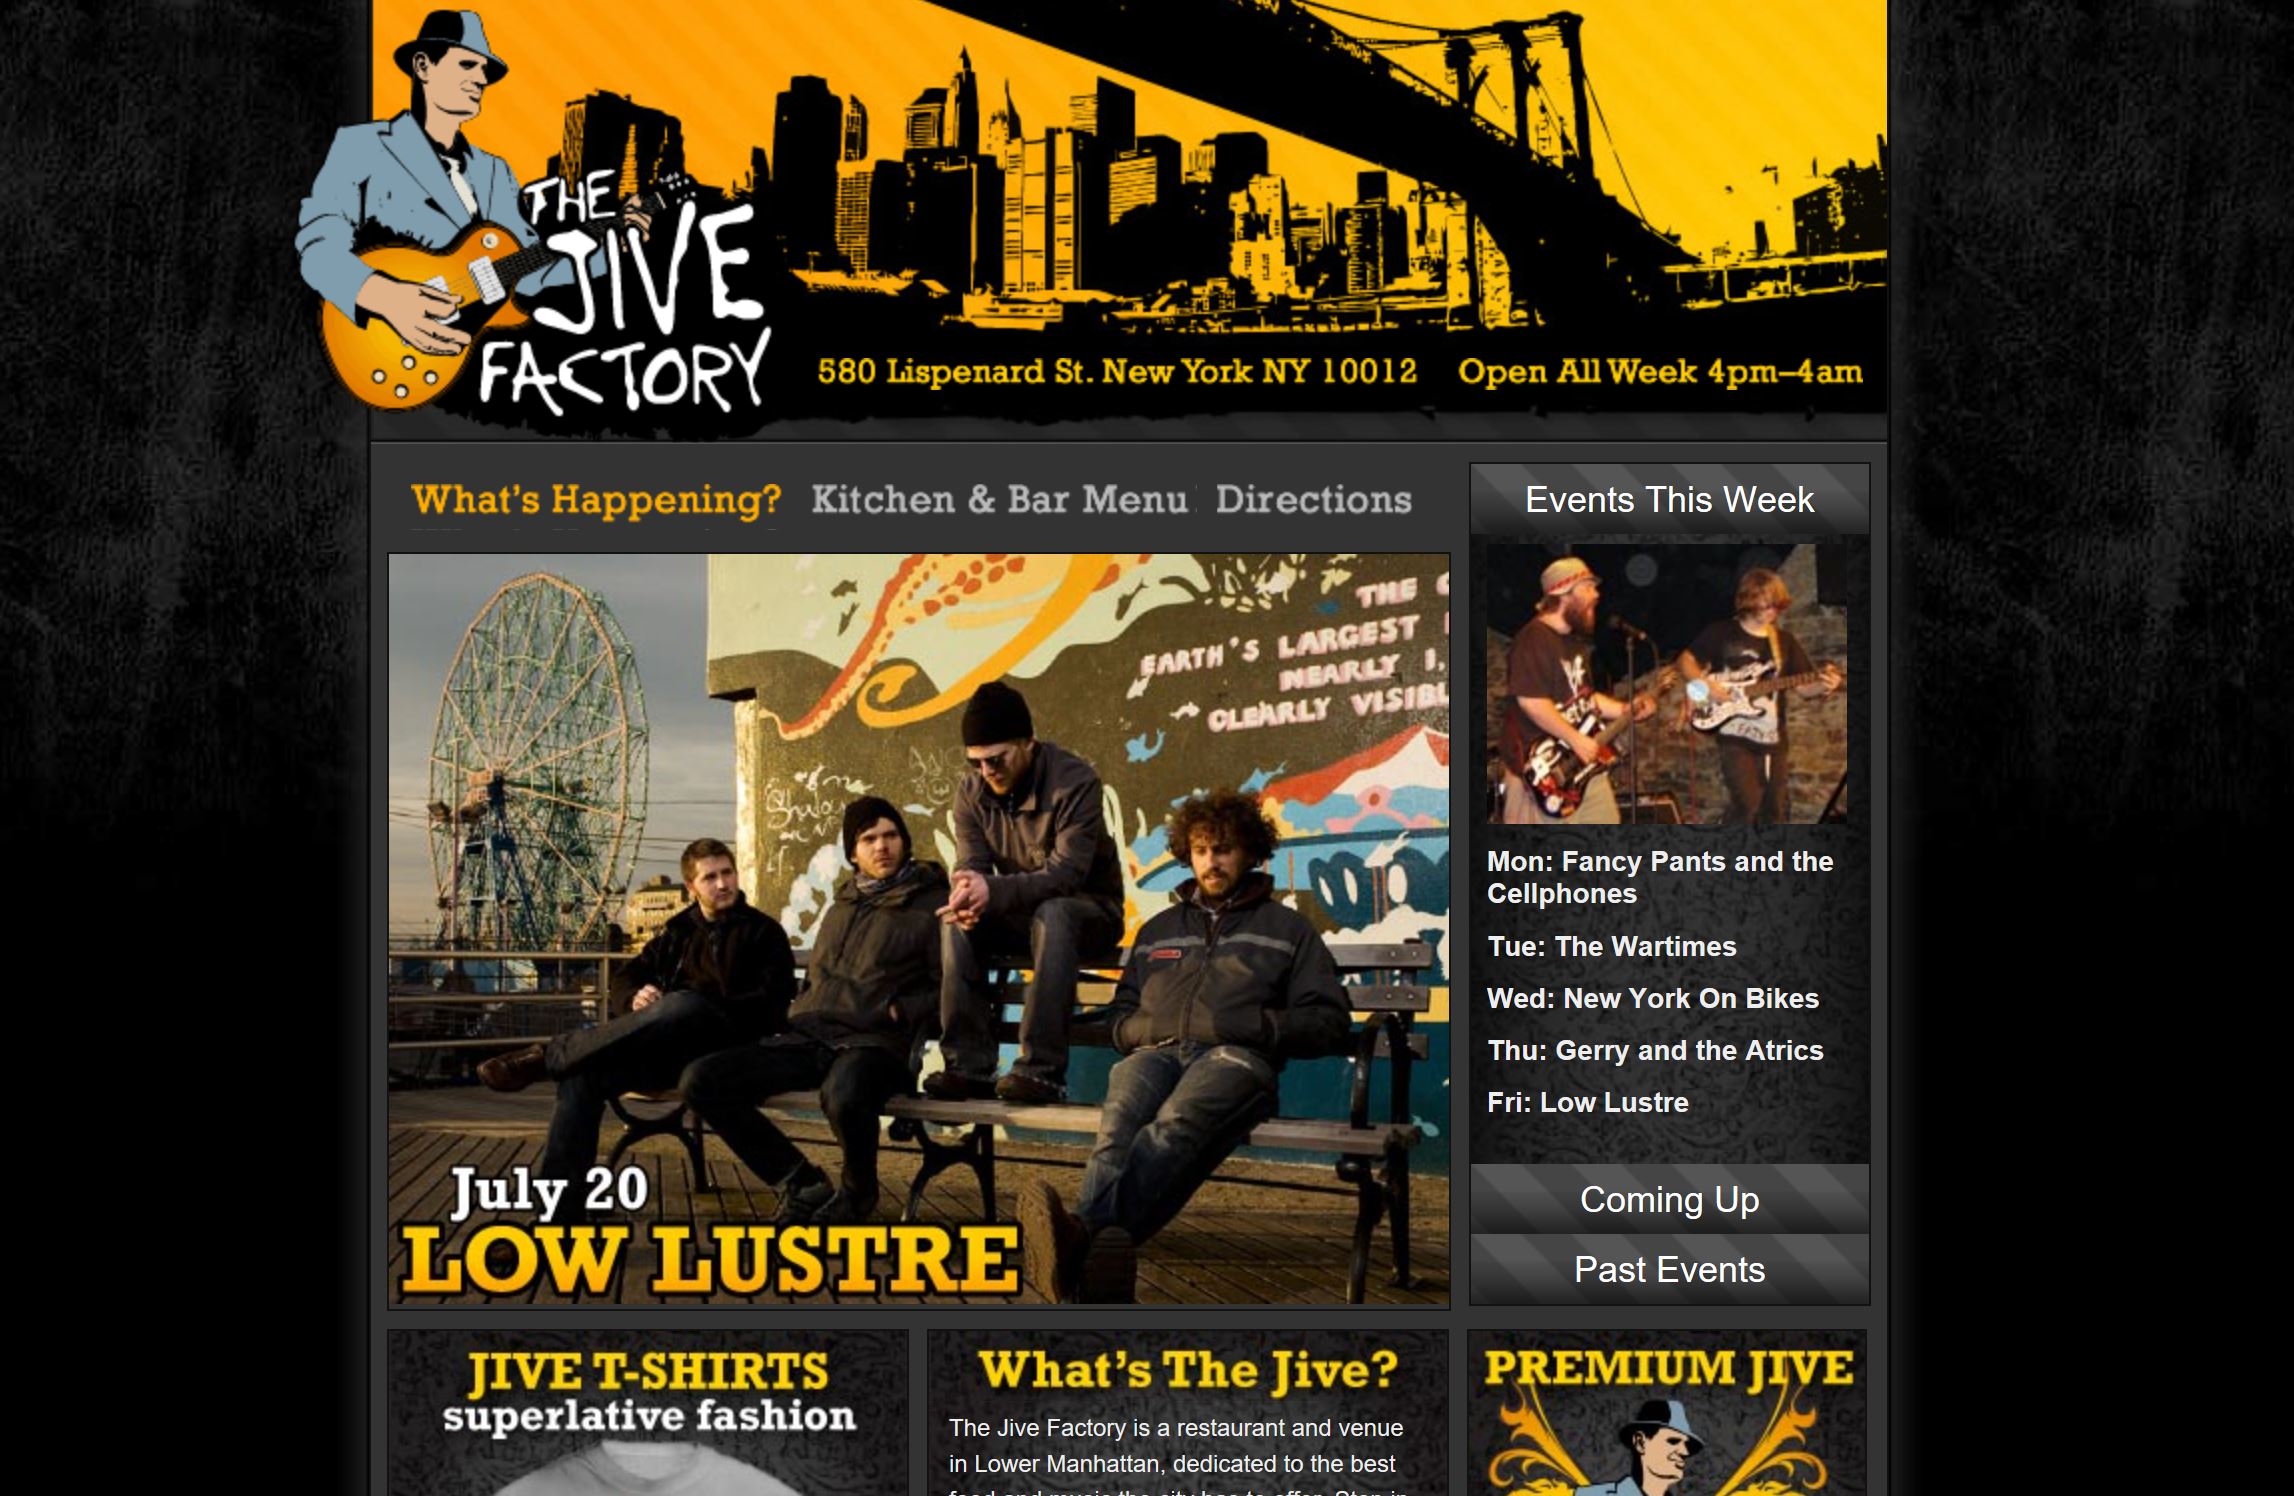 THE
JIVE
FACTORY
580 Lispenard St. New York NY 10012
Open All Week 4pm–4am
What's Happening?
Kitchen & Bar Menu
Directions
Events This Week
THE
EARTH'S LARGEST
NEARLY 1,
CLEARLY VISIBL
July 20
LOW LUSTRE
Mon: Fancy Pants and the
Cellphones
Tue: The Wartimes
Wed: New York On Bikes
Thu: Gerry and the Atrics
Fri: Low Lustre
Coming Up
Past Events
JIVE T-SHIRTS
superlative fashion
What's The Jive?
The Jive Factory is a restaurant and venue
in Lower Manhattan, dedicated to the best
PREMIUM JIVE